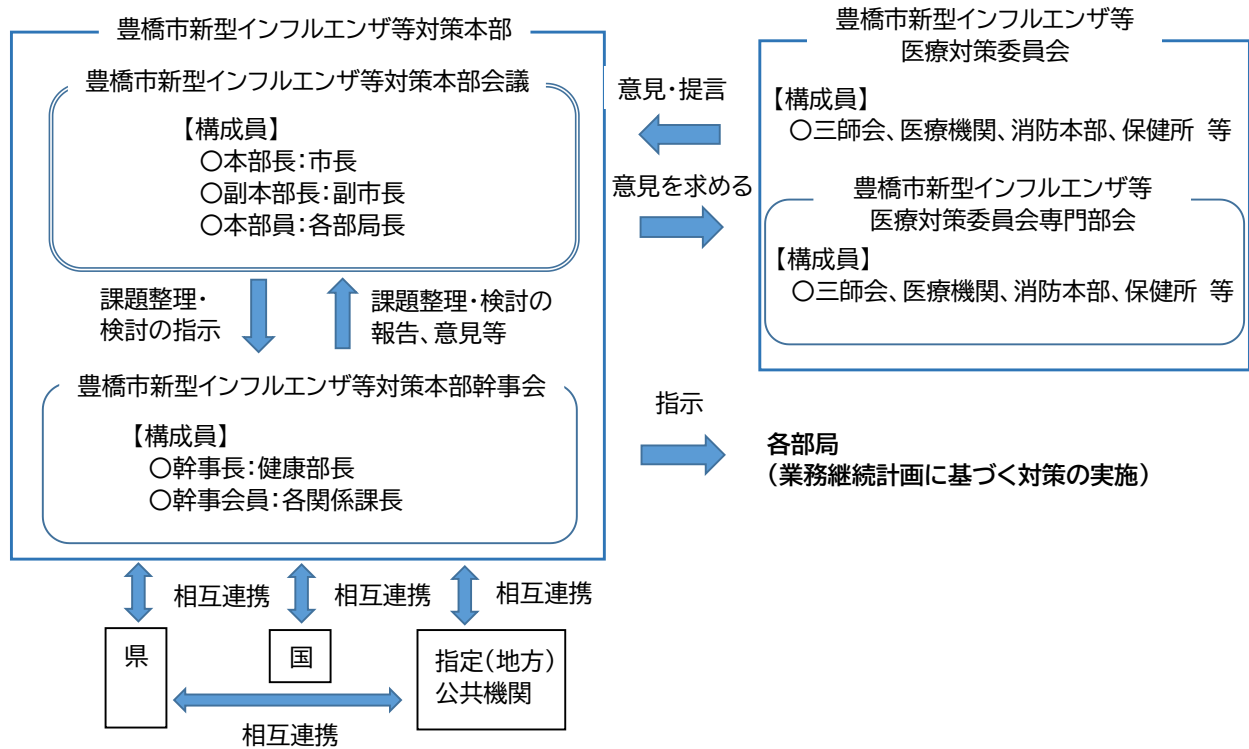 豊橋市新型インフルエンザ等対策本部
豊橋市新型インフルエンザ等対策本部会議
【構成員】
○本部長：市長
○副本部長：副市長
○本部員：各部局長
課題整理・
検討の指示
課題整理・検討の
報告、意見等
豊橋市新型インフルエンザ等対策本部幹事会
【構成員】
○幹事長：健康部長
○幹事会員：各関係課長
意見・提言
意見を求める
豊橋市新型インフルエンザ等
医療対策委員会
【構成員】
○三師会、医療機関、消防本部、保健所 等
豊橋市新型インフルエンザ等
医療対策委員会専門部会
【構成員】
○三師会、医療機関、消防本部、保健所 等
指示
各部局
（業務継続計画に基づく対策の実施）
相互連携
相互連携
相互連携
県
国
指定（地方）
公共機関
相互連携